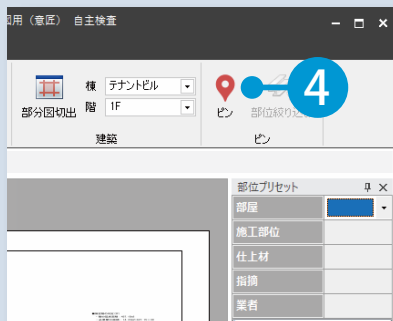 図用（意匠） 自主検査
棟 テナントビル
階 1F
部分図切出
ピン
部位絞り込
4
建築
ピン
部位プリセット
部屋
施工部位
仕上材
指摘
業者